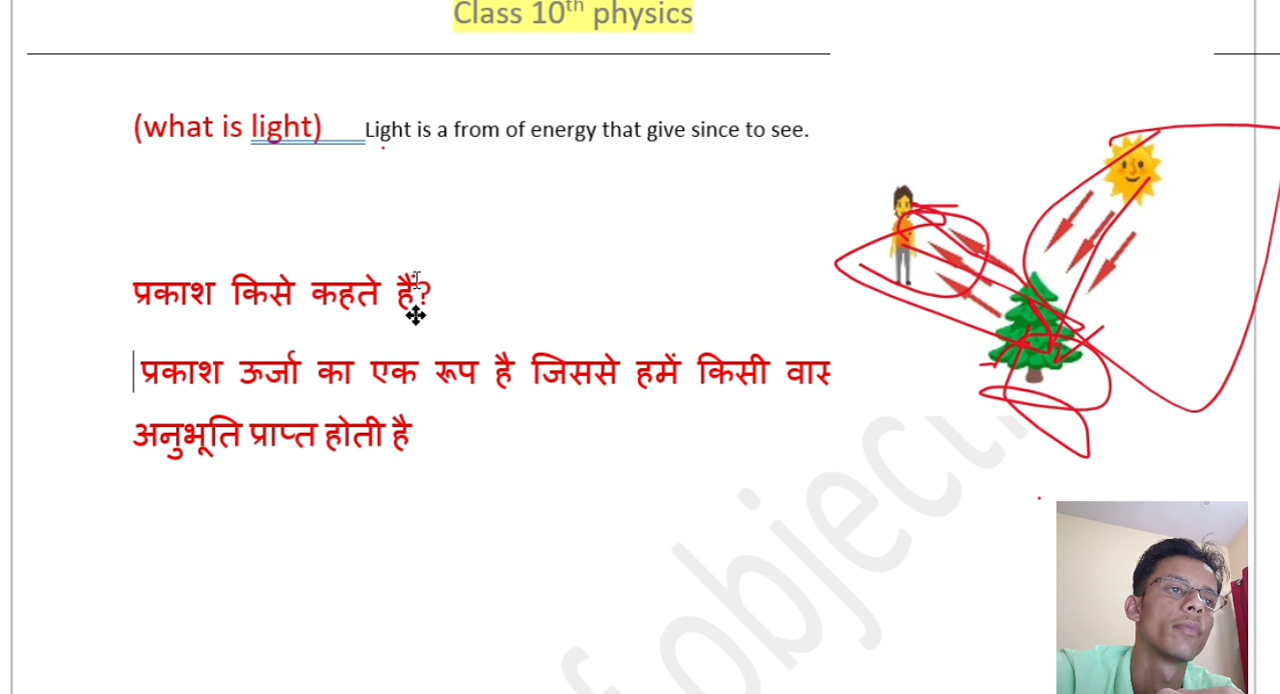 Class 10th physics
(what is light) Light is a from of energy that give since to see.
प्रकाश किसे कहते हैं?
प्रकाश ऊर्जा का एक रूप है जिससे हमें किसी
अनुभूति प्राप्त होती है